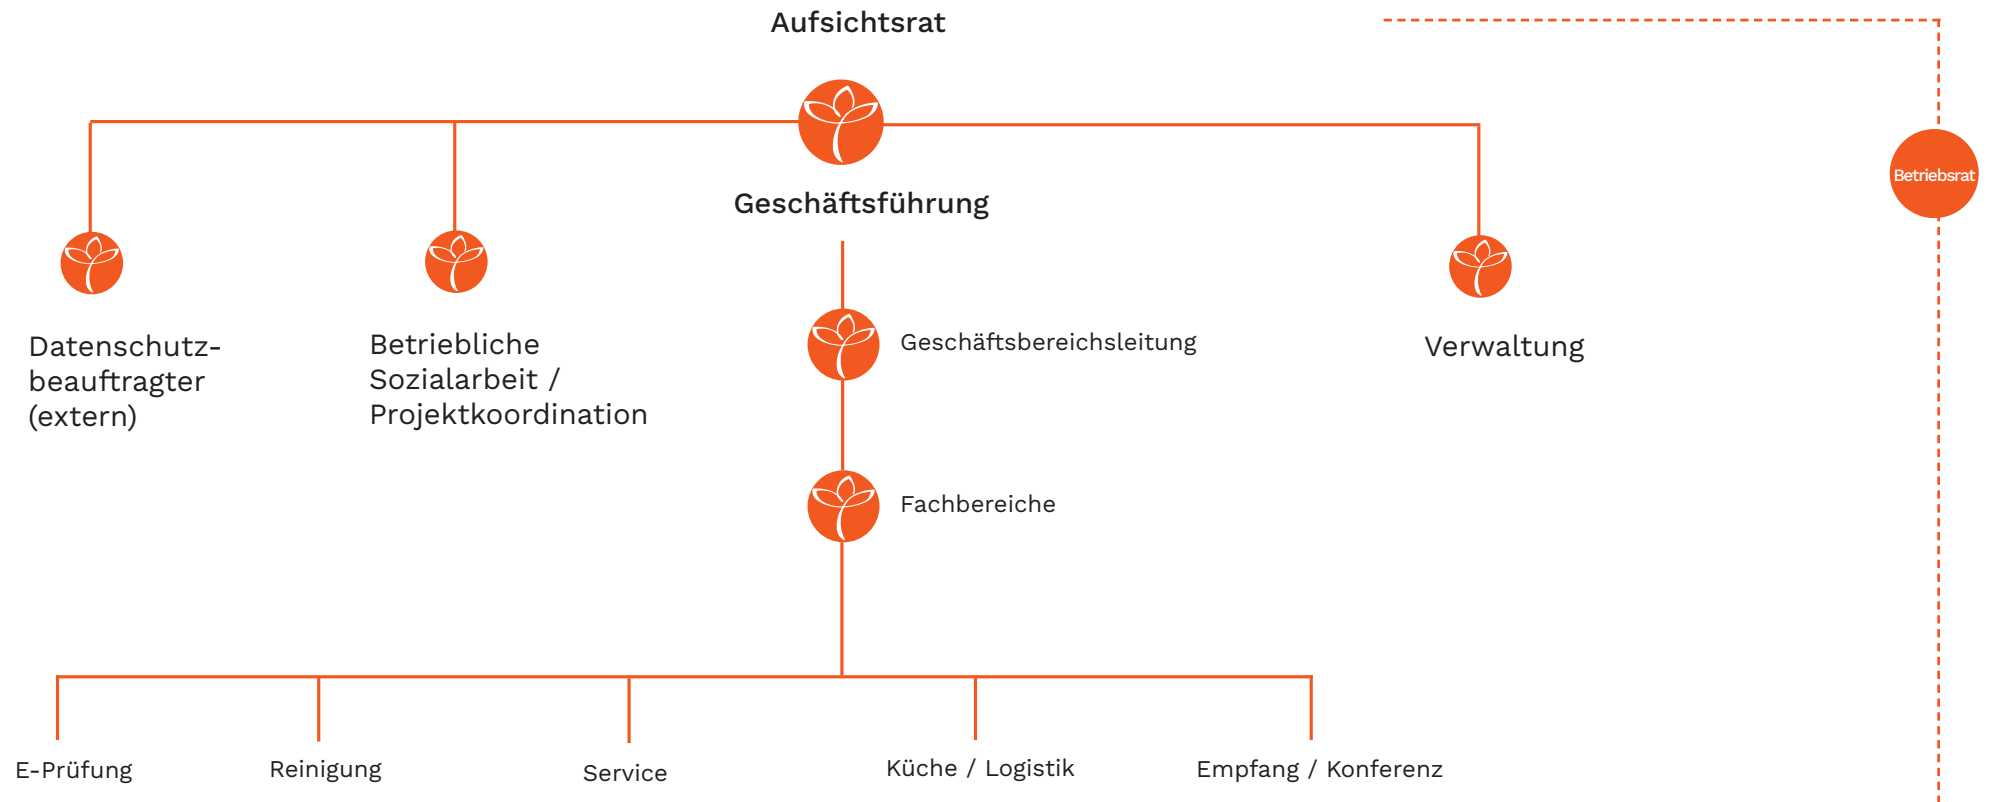 Aufsichtsrat
Betriebsrat
Geschäftsführung
Datenschutz-
beauftragter
(extern)
Betriebliche
Sozialarbeit /
Projektkoordination
Geschäftsbereichsleitung
Verwaltung
Fachbereiche
E-Prüfung
Reinigung
Service
Küche / Logistik
Empfang / Konferenz